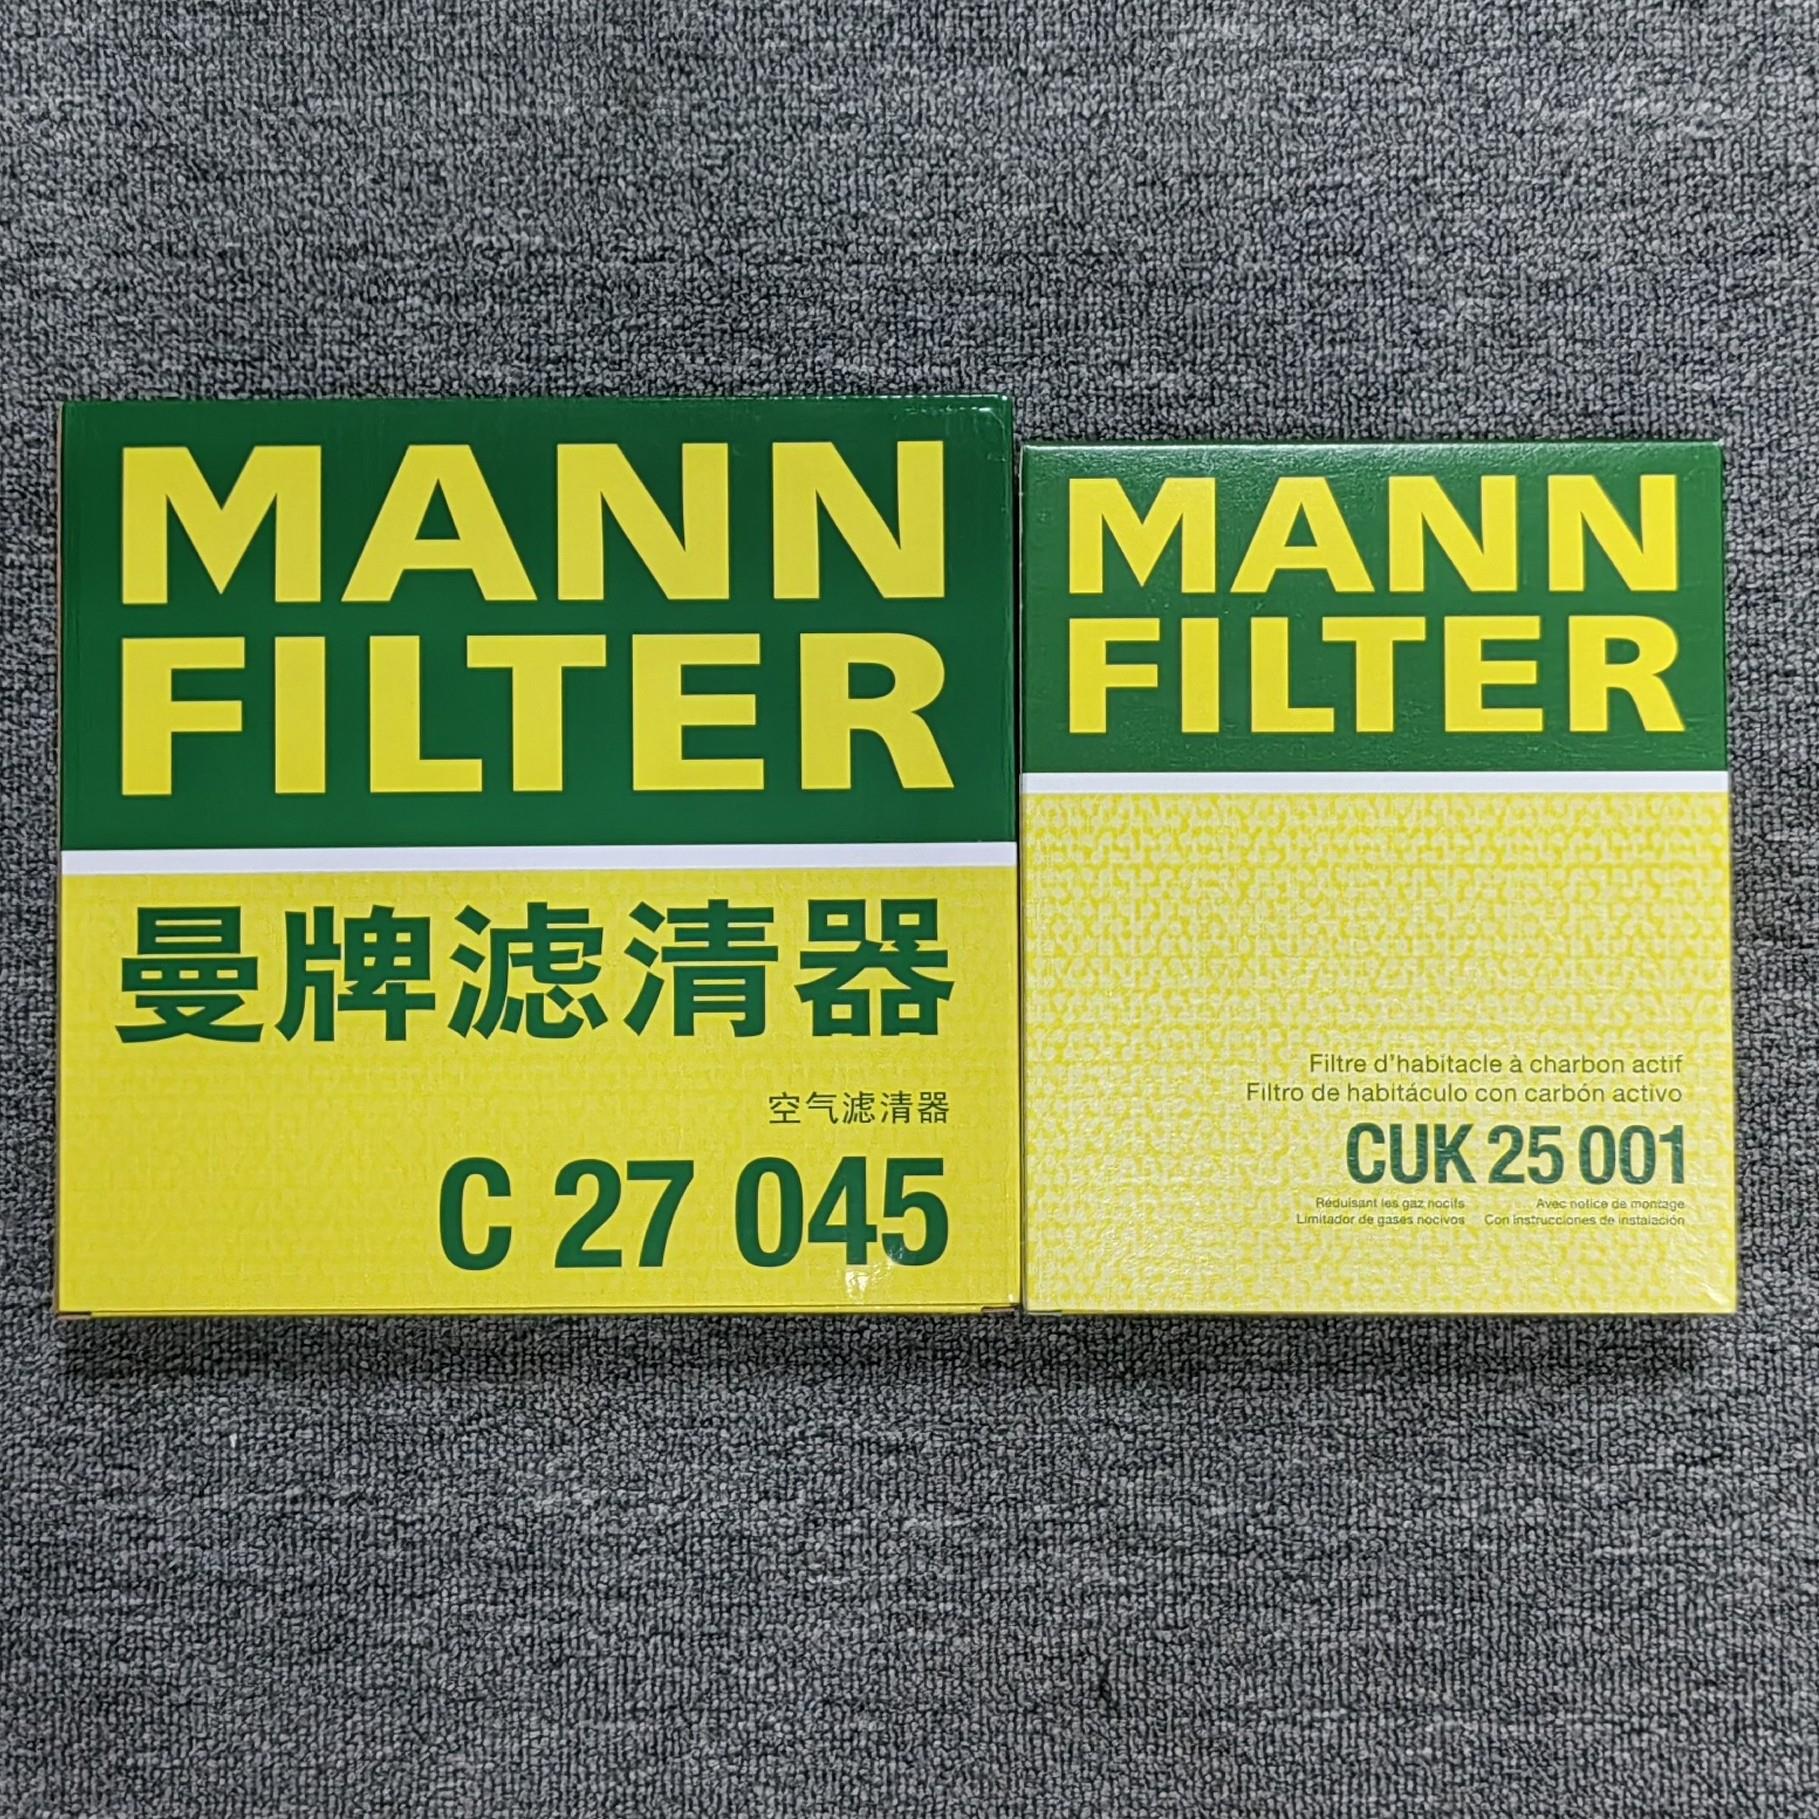 MANN
FILTER
曼牌滤清器
空气滤清器
C 27 045
MANN
FILTER
Filtre d'habitacle à charbon actif
Filtro de habitáculo con carbón activo
CUK 25 001
Réduisant les gaz nocifs Avec notice de montage
Limitador de gases nocivos Con instrucciones de instalación